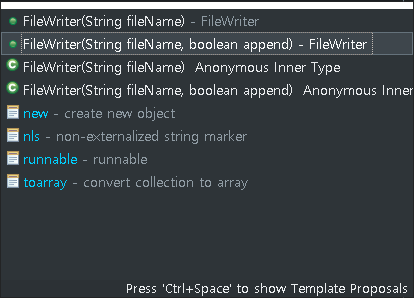 FileWriter(String fileName) - FileWriter
FileWriter(String fileName, boolean append) - FileWriter
FileWriter(String fileName)  Anonymous Inner Type
FileWriter(String fileName, boolean append)  Anonymous Inner
new - create new object
nls - non-externalized string marker
runnable - runnable
toarray - convert collection to array
Press 'Ctrl+Space' to show Template Proposals